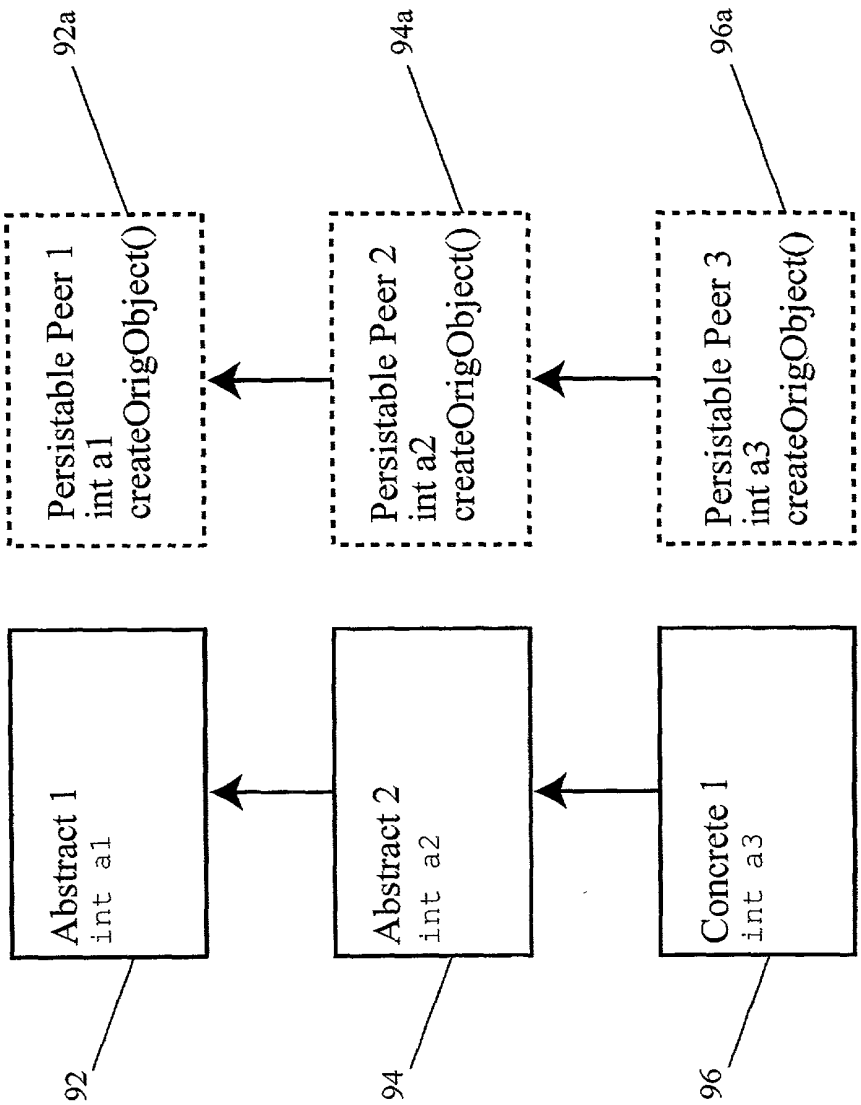 92
Abstract 1
int a1
94
Abstract 2
int a2
96
Concrete 1
int a3
92a
Persistable Peer 1
int a1
createOrigObject()
94a
Persistable Peer 2
int a2
createOrigObject()
96a
Persistable Peer 3
int a3
createOrigObject()